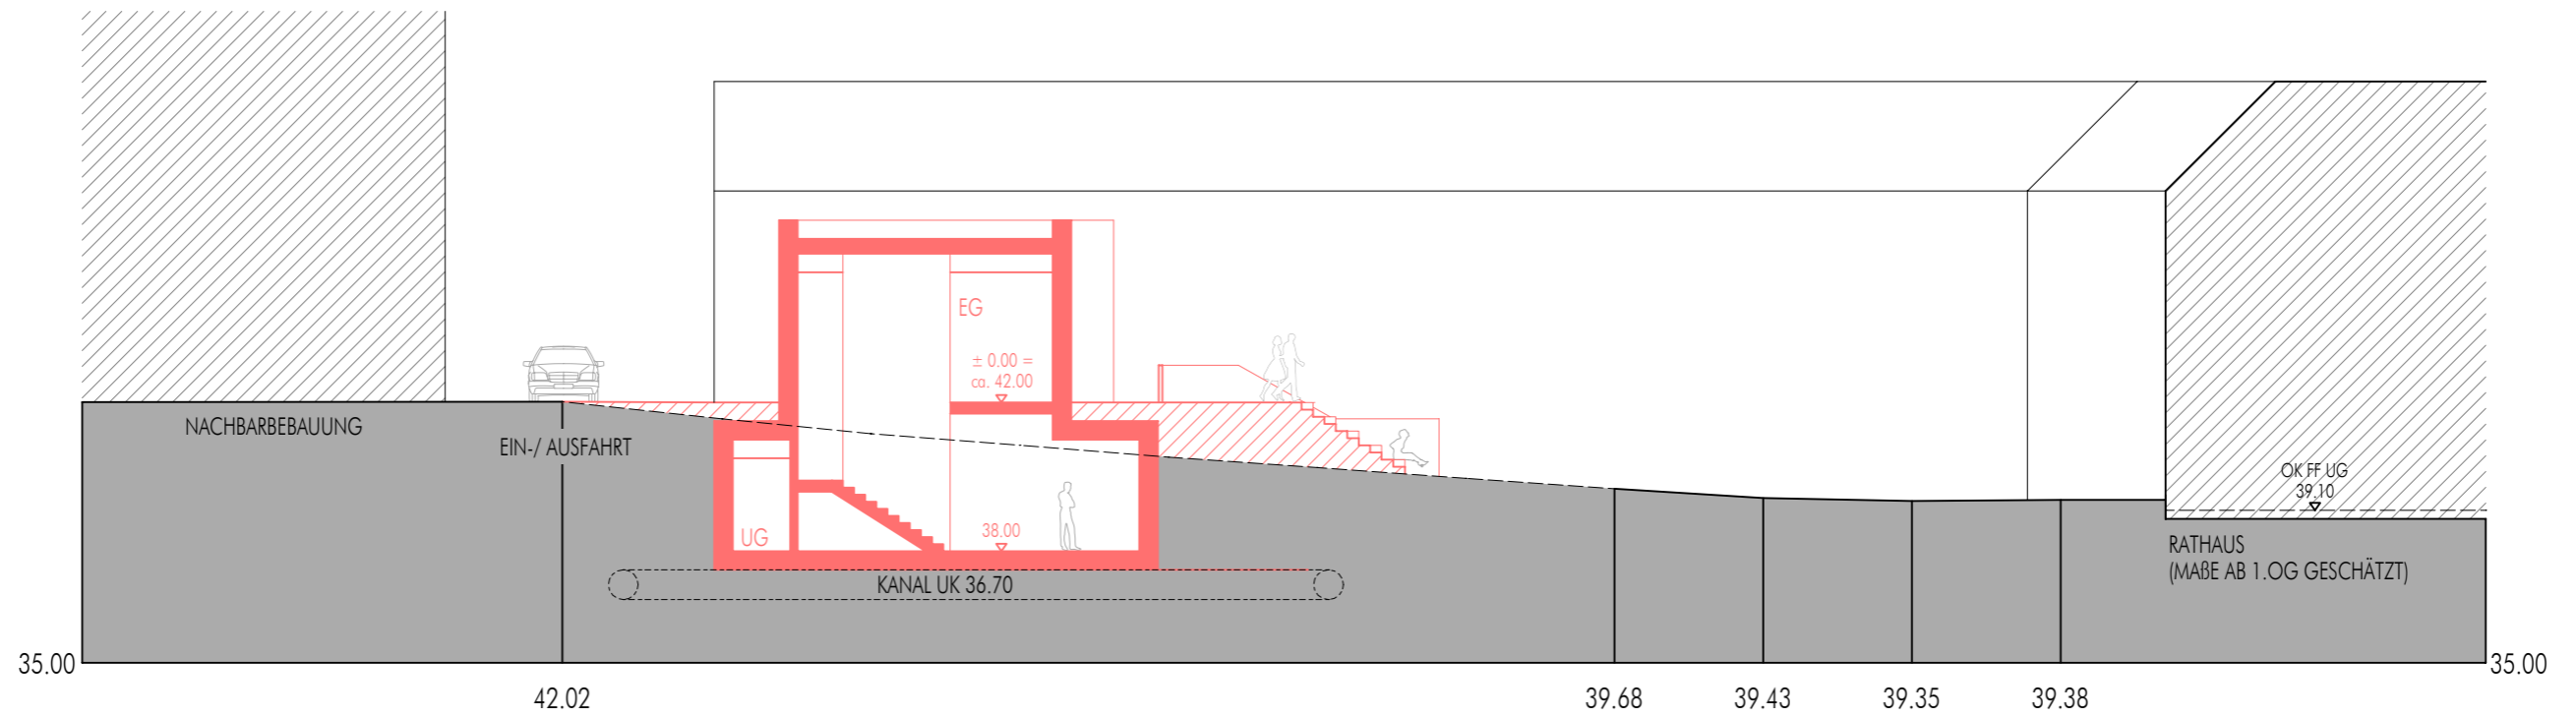 EG
± 0.00 =
ca. 42.00
NACHBARBEBAUUNG
EIN-/ AUSFAHRT
OK FF UG
39.10
UG
38.00
RATHAUS
(MAßE AB 1.OG GESCHÄTZT)
KANAL UK 36.70
35.00
35.00
42.02
39.68
39.43
39.35
39.38